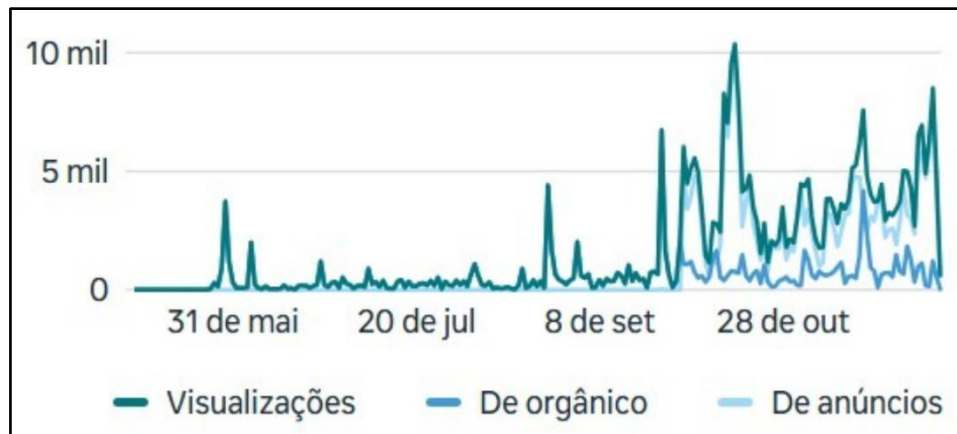 10 mil
5 mil
0
31 de mai 20 de jul 8 de set 28 de out
Visualizações De orgânico De anúncios